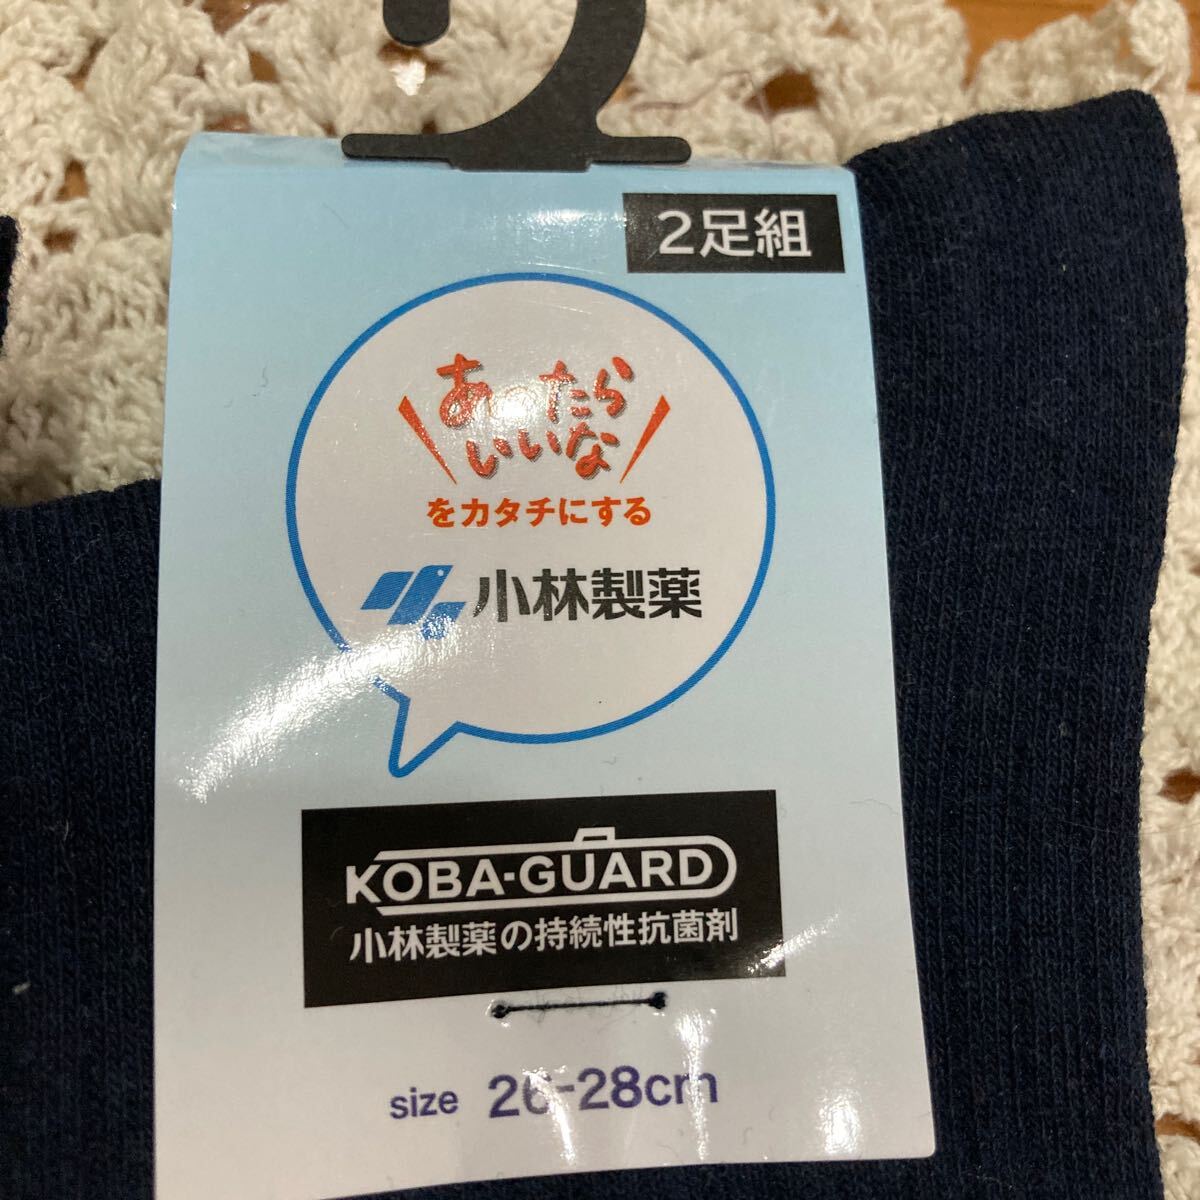 2足組
あったら
いいな
をカタチにする
小林製薬
KOBA-GUARD
小林製薬の持続性抗菌剤
size 26-28cm